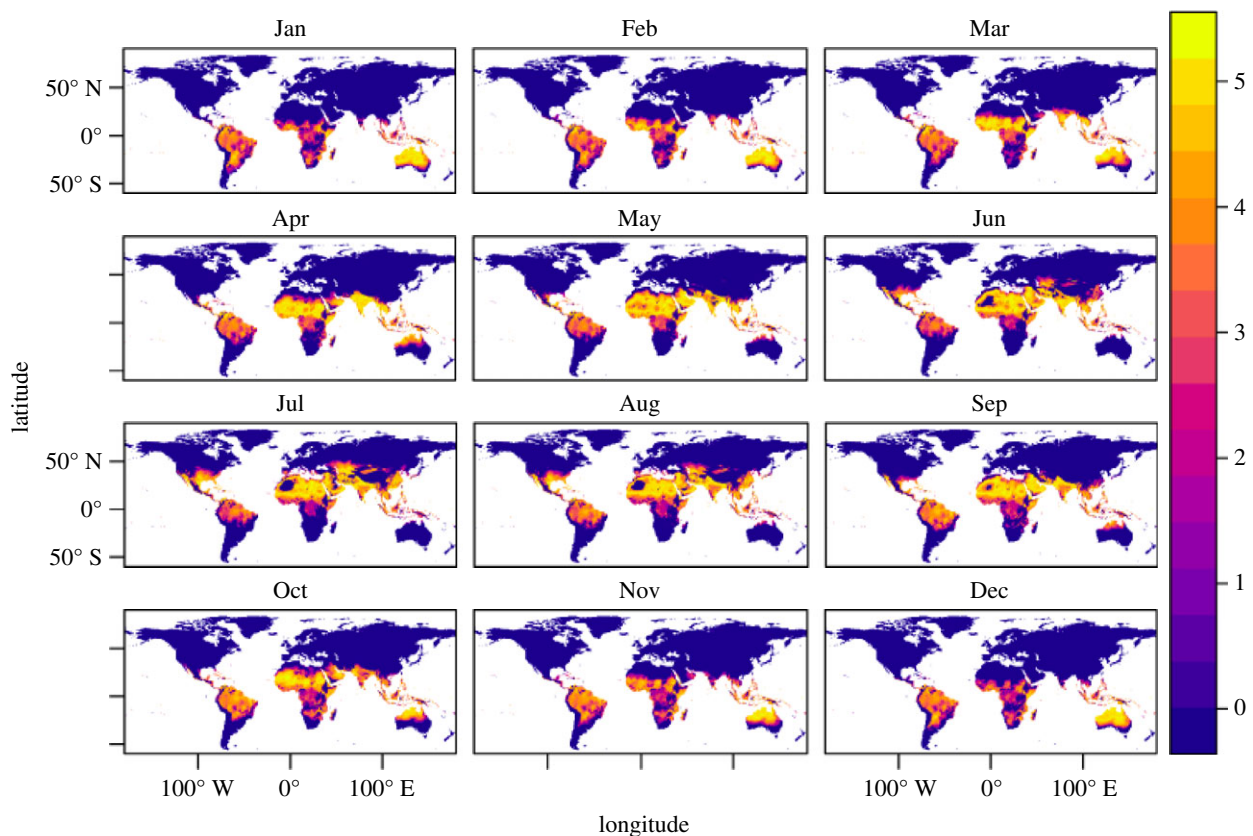 Jan Feb Mar
50° N
0°
50° S
Apr May Jun
Jul Aug Sep
50° N
0°
50° S
Oct Nov Dec
100° W 0° 100° E 100° W 0° 100° E
longitude
latitude
5
4
3
2
1
0